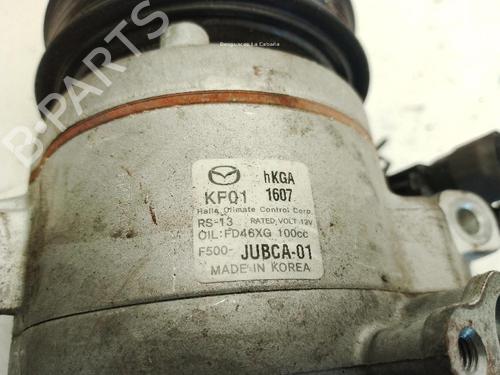 Desguaces La Cabaña
B-PARTS
hKGA
KF01 1607
Halla Climate Control Corp.
RS-13 RATED VOLT 12V
OIL:FD46XG 100cc
F500- JUBCA-01
MADE IN KOREA